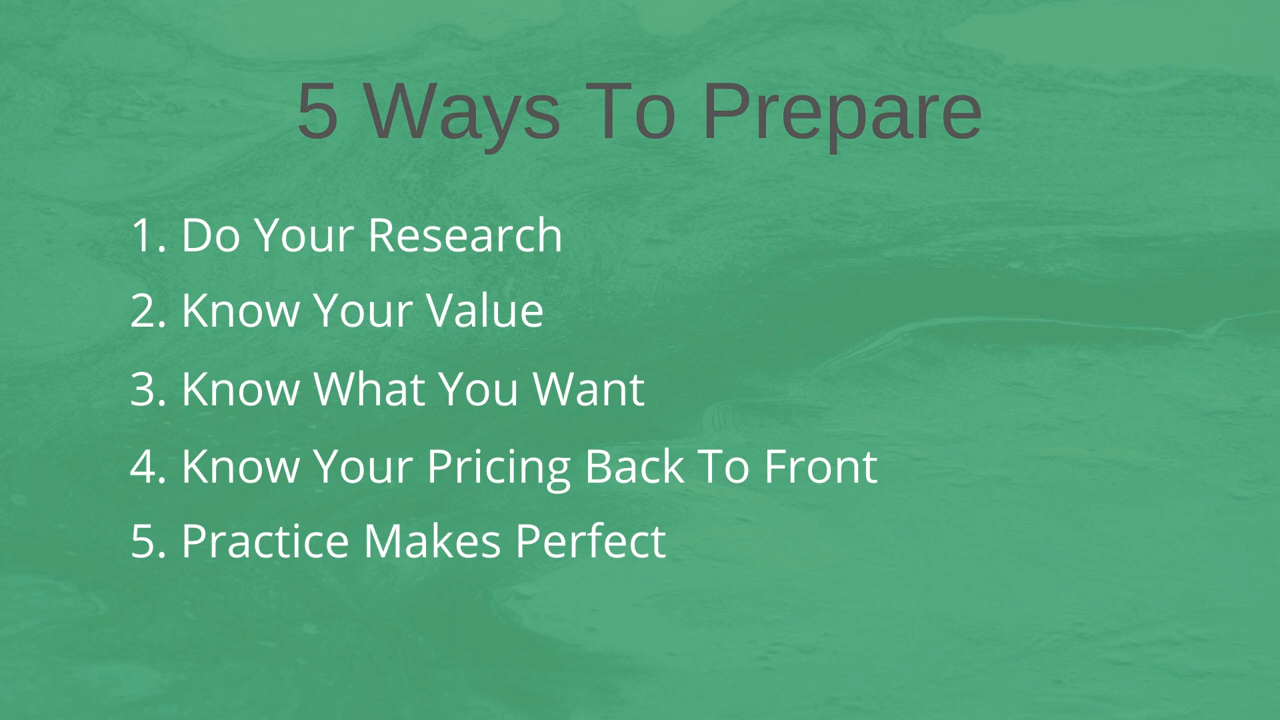 5 Ways To Prepare
1. Do Your Research
2. Know Your Value
3. Know What You Want
4. Know Your Pricing Back To Front
5. Practice Makes Perfect